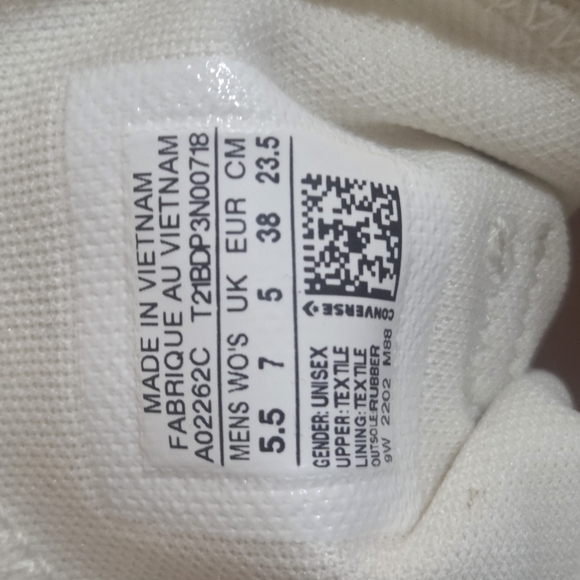 MADE IN VIETNAM
FABRIQUE AU VIETNAM
A02262C T21BDP3N00718
MENS WO'S UK EUR CM
5.5 7 5 38 23.5
GENDER: UNISEX
UPPER: TEXTILE
LINING: TEXTILE
OUTSOLE:RUBBER
9W 2202 M88
CONVERSE